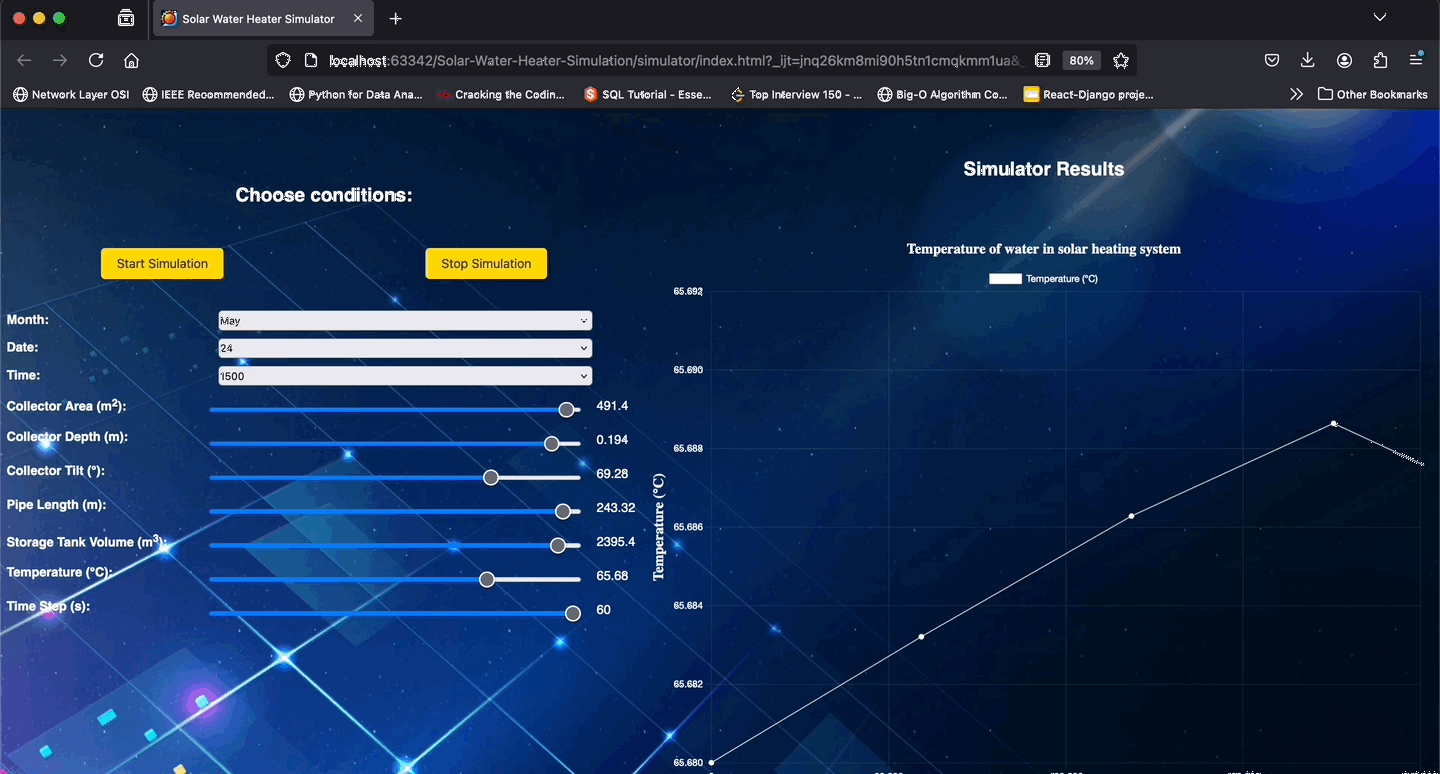 Solar Water Heater Simulator
localhost:63342/Solar-Water-Heater-Simulation/simulator/index.html?_ijt=jnq26km8mi90h5tn1cmqkmm1ua&_
80%
Network Layer OSI
IEEE Recommended...
Python for Data Ana...
Cracking the Codin...
SQL Tutorial - Esse...
Top Interview 150 - ...
Big-O Algorithm Co...
React-Django proje...
Other Bookmarks
Choose conditions:
Start Simulation
Stop Simulation
Month: May
Date: 24
Time: 1500
Collector Area (m²): 491.4
Collector Depth (m): 0.194
Collector Tilt (°): 69.28
Pipe Length (m): 243.32
Storage Tank Volume (m³): 2395.4
Temperature (°C): 65.68
Time Step (s): 60
Simulator Results
Temperature of water in solar heating system
Temperature (°C)
Temperature (°C)
65.692
65.690
65.688
65.686
65.684
65.682
65.680